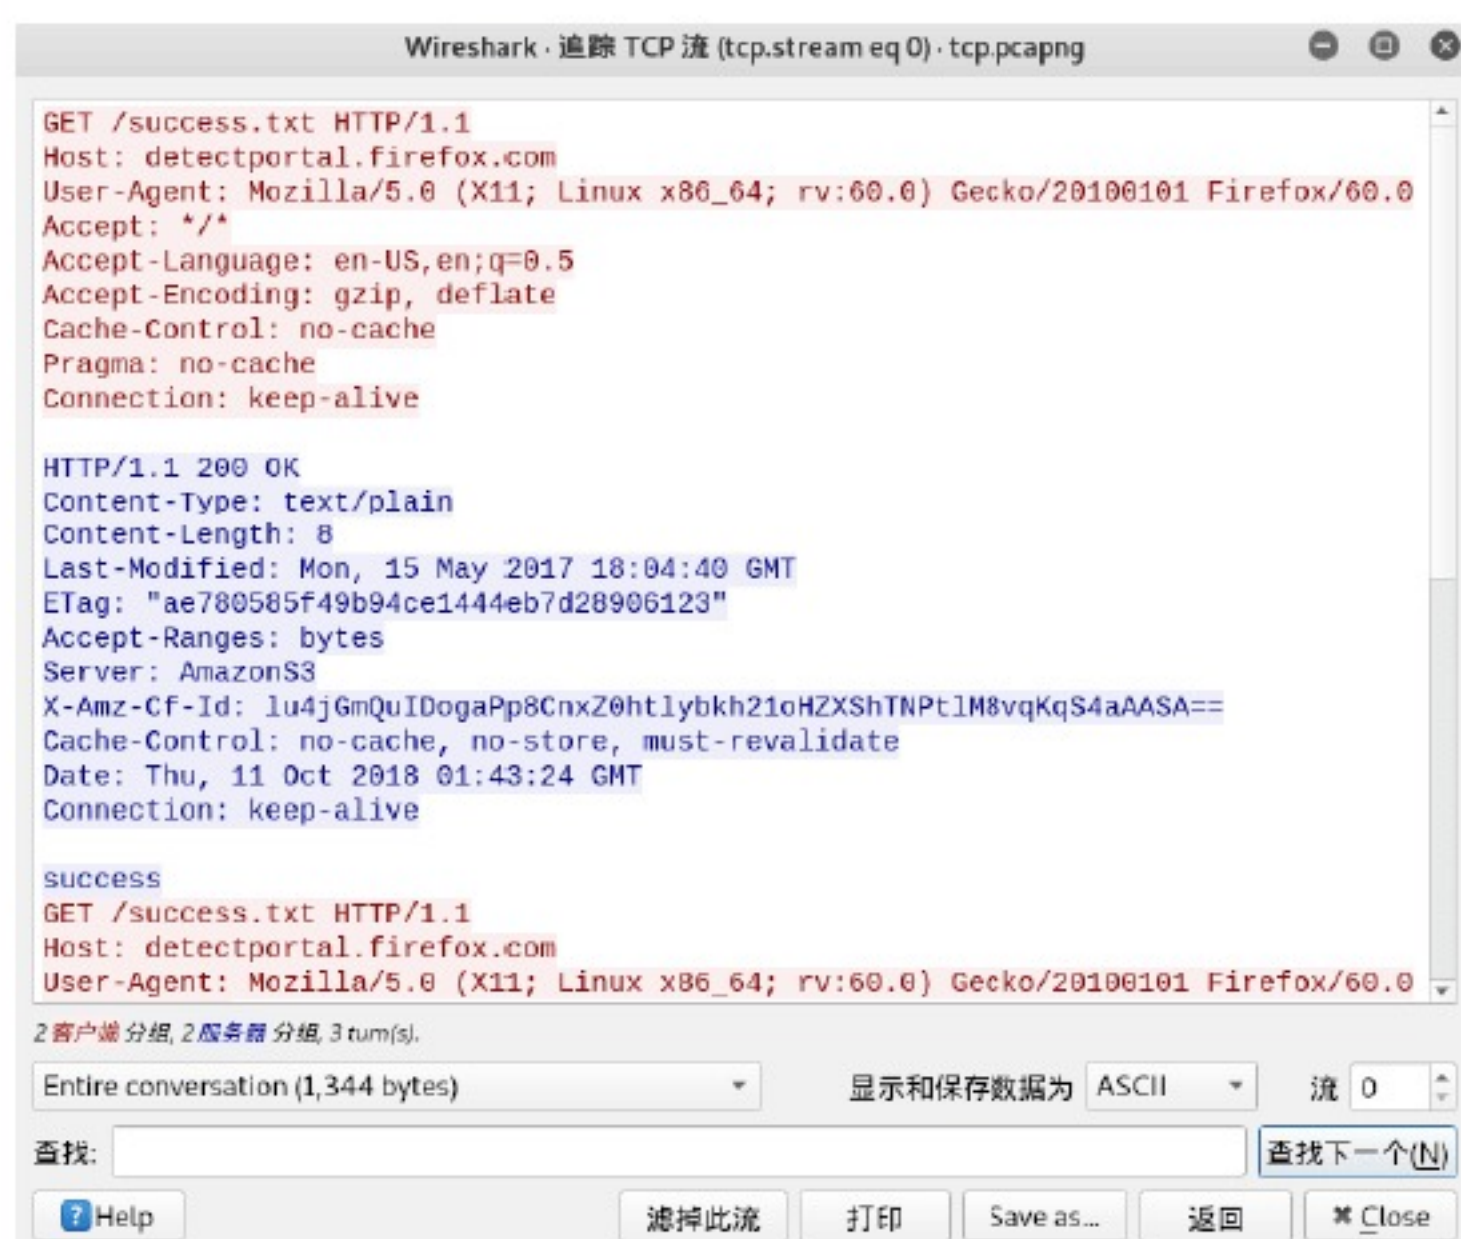 Wireshark · 追踪 TCP 流 (tcp.stream eq 0) · tcp.pcapng
GET /success.txt HTTP/1.1
Host: detectportal.firefox.com
User-Agent: Mozilla/5.0 (X11; Linux x86_64; rv:60.0) Gecko/20100101 Firefox/60.0
Accept: */*
Accept-Language: en-US,en;q=0.5
Accept-Encoding: gzip, deflate
Cache-Control: no-cache
Pragma: no-cache
Connection: keep-alive
HTTP/1.1 200 OK
Content-Type: text/plain
Content-Length: 8
Last-Modified: Mon, 15 May 2017 18:04:40 GMT
ETag: "ae780585f49b94ce1444eb7d28906123"
Accept-Ranges: bytes
Server: AmazonS3
X-Amz-Cf-Id: lu4jGmQuIDogaPp8CnxZ0htlybkh21oHZXShTNPtlM8vqKqS4aAASA==
Cache-Control: no-cache, no-store, must-revalidate
Date: Thu, 11 Oct 2018 01:43:24 GMT
Connection: keep-alive
success
GET /success.txt HTTP/1.1
Host: detectportal.firefox.com
User-Agent: Mozilla/5.0 (X11; Linux x86_64; rv:60.0) Gecko/20100101 Firefox/60.0
2 客户端 分组, 2 服务器 分组, 3 turn(s).
Entire conversation (1,344 bytes) 显示和保存数据为 ASCII 流 0
查找: 查找下一个(N)
Help 滤掉此流 打印 Save as... 返回 Close